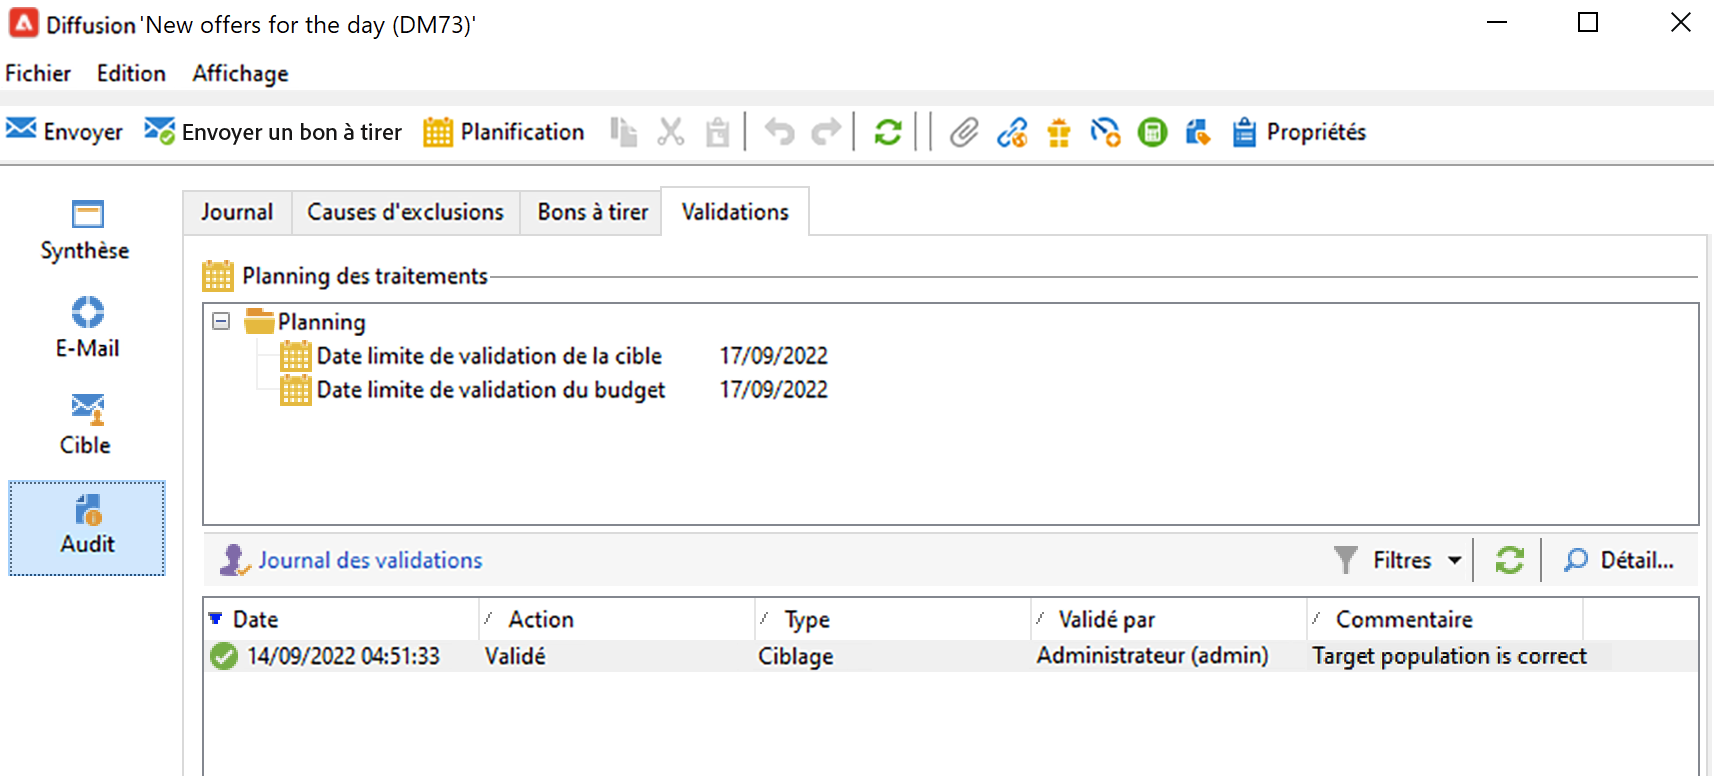 Diffusion 'New offers for the day (DM73)'
Fichier Edition Affichage
Envoyer Envoyer un bon à tirer Planification Propriétés
Synthèse
E-Mail
Cible
Audit
Journal Causes d'exclusions Bons à tirer Validations
Planning des traitements
Planning
Date limite de validation de la cible 17/09/2022
Date limite de validation du budget 17/09/2022
Journal des validations Filtres Détail...
Date Action Type Validé par Commentaire
14/09/2022 04:51:33 Validé Ciblage Administrateur (admin) Target population is correct